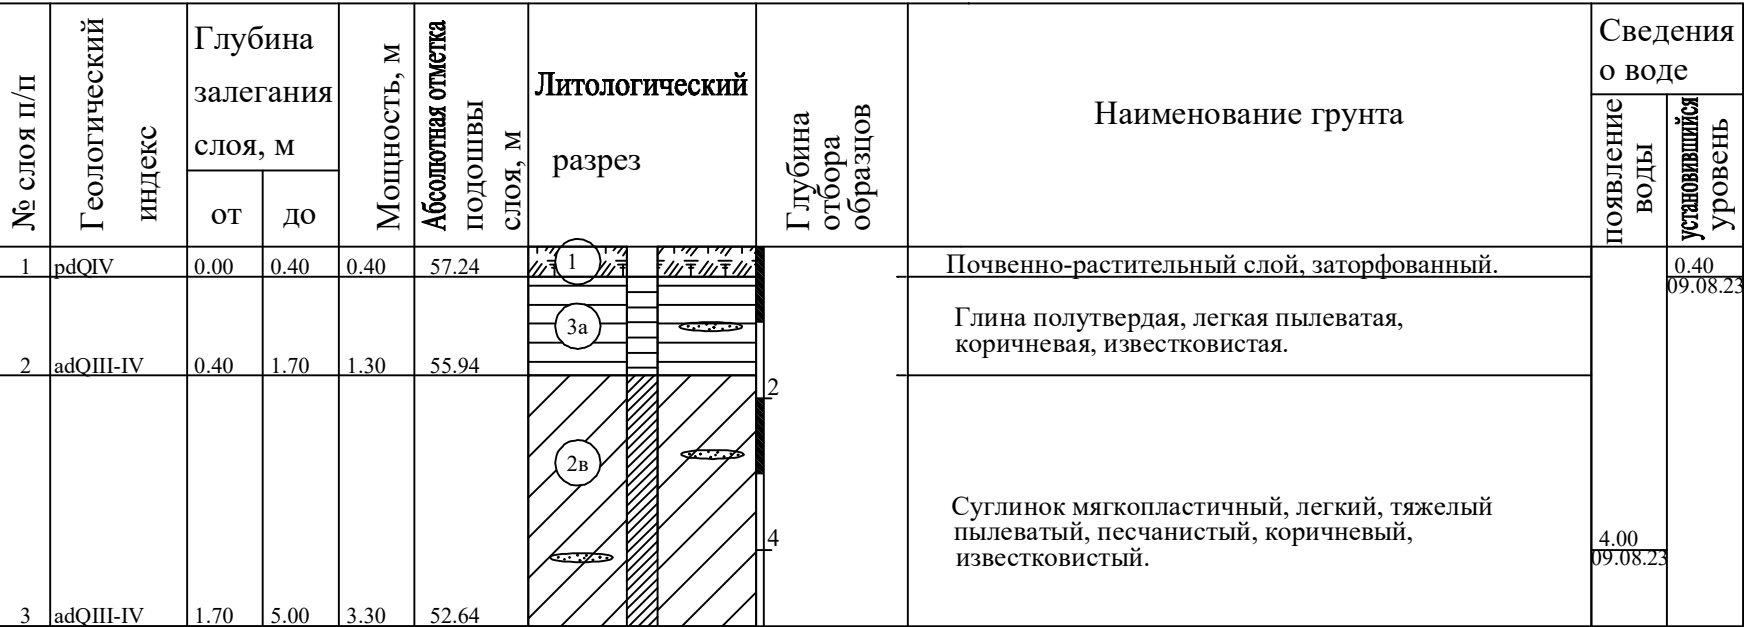 № слоя п/п
Геологический
индекс
Глубина
залегания
слоя, м
от
до
Мощность, м
Абсолютная отметка
подошвы
слоя, м
Литологический
разрез
Глубина
отбора
образцов
Наименование грунта
Сведения
о воде
появление
воды
установившийся
уровень
1 pdQIV 0.00 0.40 0.40 57.24 1 Почвенно-растительный слой, заторфованный. 0.40
09.08.23
3а
Глина полутвердая, легкая пылеватая,
коричневая, известковистая.
2 adQIII-IV 0.40 1.70 1.30 55.94
2
2в
Суглинок мягкопластичный, легкий, тяжелый
пылеватый, песчанистый, коричневый,
известковистый.
4
4.00
09.08.23
3 adQIII-IV 1.70 5.00 3.30 52.64